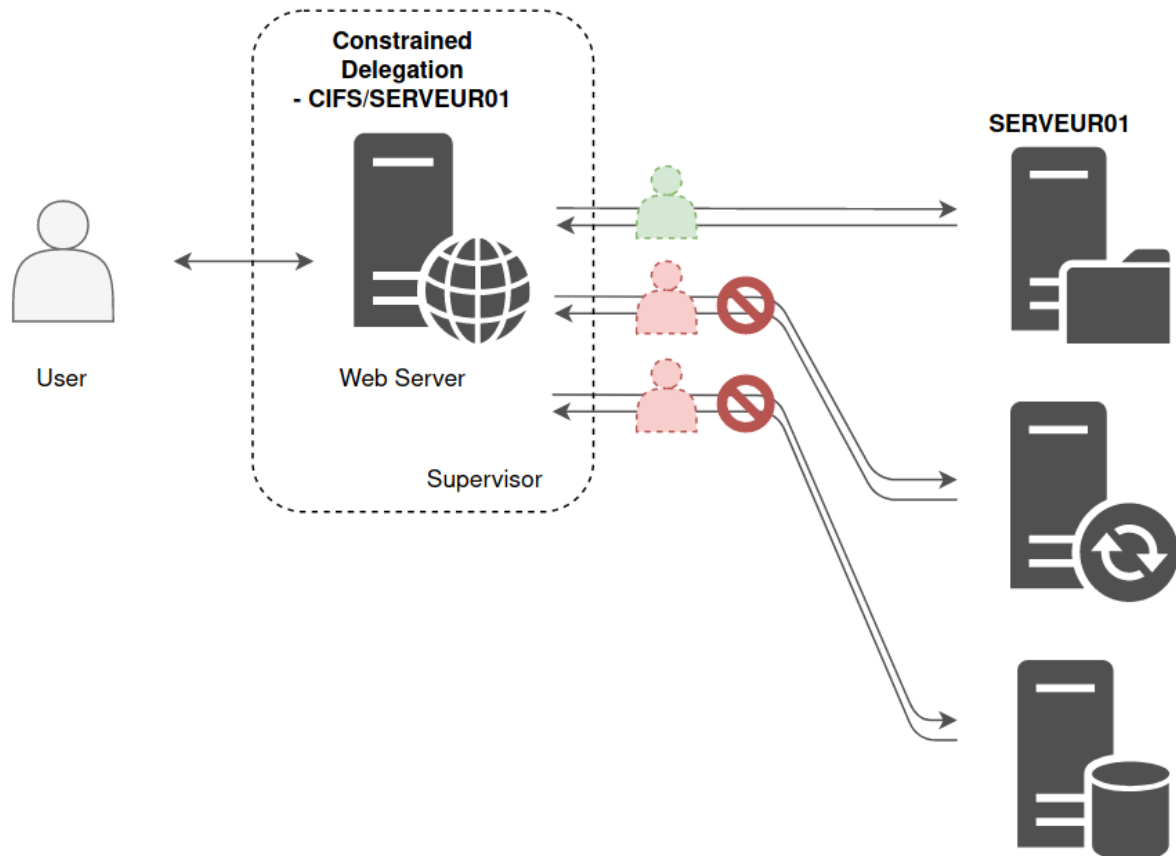 Constrained
Delegation
- CIFS/SERVEUR01
SERVEUR01
User
Web Server
Supervisor